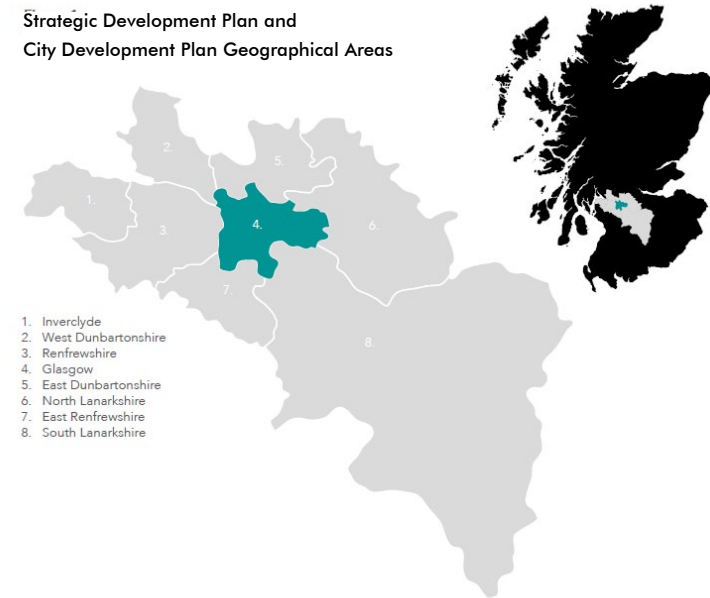 Strategic Development Plan and
City Development Plan Geographical Areas
2.
5.
1.
3.
4.
6.
7
8.
1. Inverclyde
2. West Dunbartonshire
3. Renfrewshire
4. Glasgow
5. East Dunbartonshire
6. North Lanarkshire
7. East Renfrewshire
8. South Lanarkshire